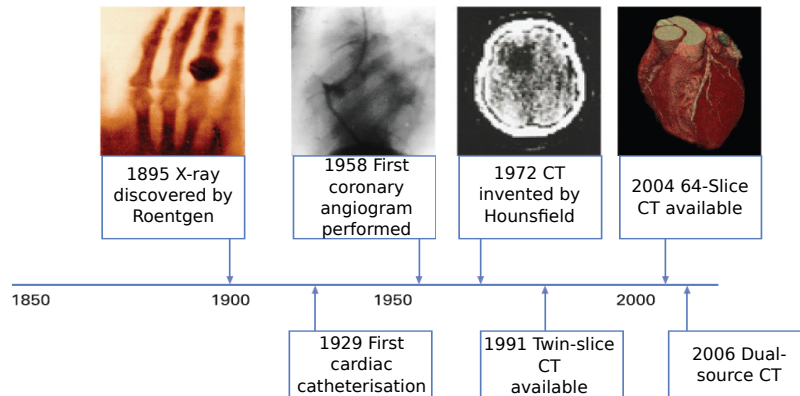 1895 X-ray
discovered by
Roentgen
1958 First
coronary
angiogram
performed
1972 CT
invented by
Hounsfield
2004 64-Slice
CT available
1850
1900
1950
2000
1929 First
cardiac
catheterisation
1991 Twin-slice
CT
available
2006 Dual-
source CT